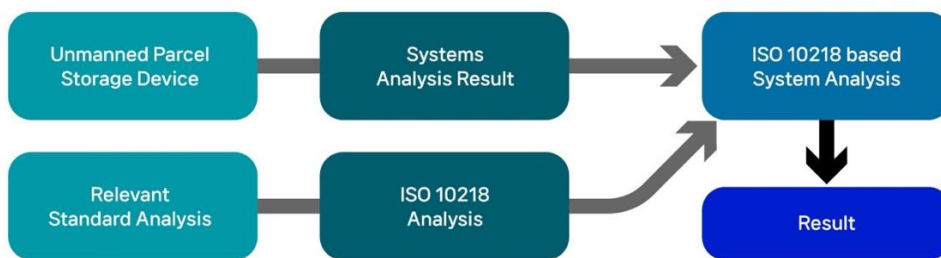 Unmanned Parcel
Storage Device
Systems
Analysis Result
ISO 10218 based
System Analysis
Relevant
Standard Analysis
ISO 10218
Analysis
Result